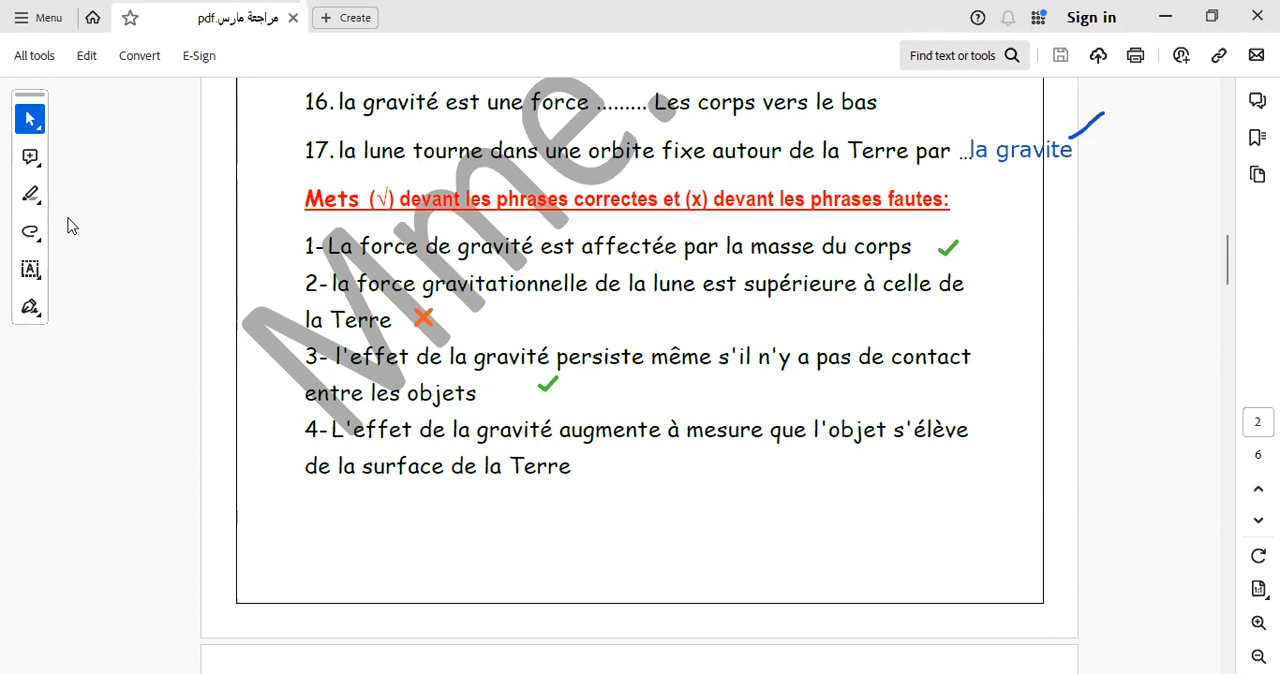 Menu
مراجعة مارس.pdf
Create
Sign in
All tools
Edit
Convert
E-Sign
Find text or tools
16. la gravité est une force ......... Les corps vers le bas
17. la lune tourne dans une orbite fixe autour de la Terre par ...la gravite
Mets (√) devant les phrases correctes et (x) devant les phrases fautes:
1- La force de gravité est affectée par la masse du corps ✓
2- la force gravitationnelle de la lune est supérieure à celle de
la Terre ✗
3- l'effet de la gravité persiste même s'il n'y a pas de contact
entre les objets ✓
4- L'effet de la gravité augmente à mesure que l'objet s'élève
de la surface de la Terre
Mme.
2
6
1:1